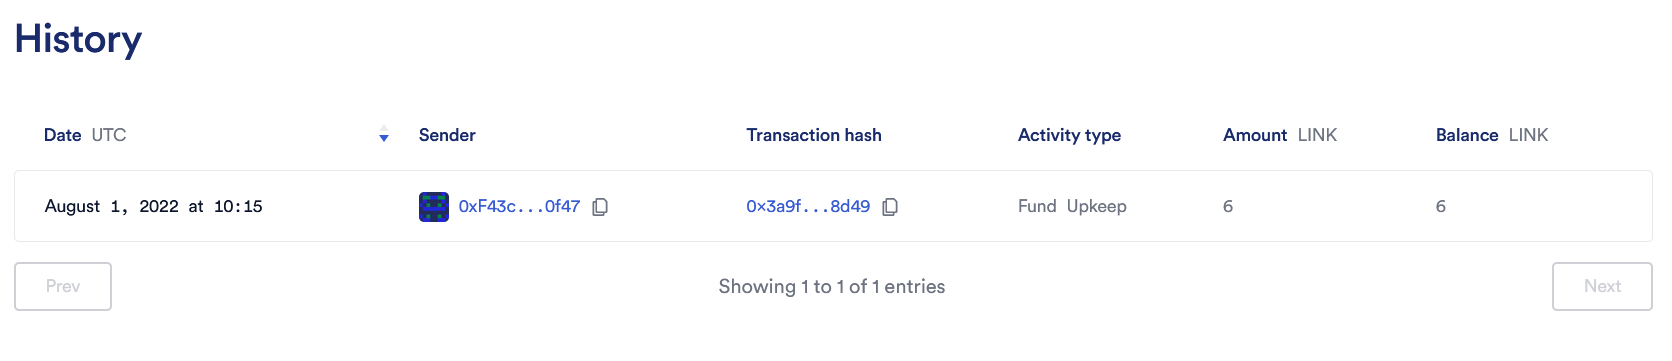 History
Date UTC Sender Transaction hash Activity type Amount LINK Balance LINK
August 1, 2022 at 10:15 0xF43c...0f47 0x3a9f...8d49 Fund Upkeep 6 6
Prev Showing 1 to 1 of 1 entries Next